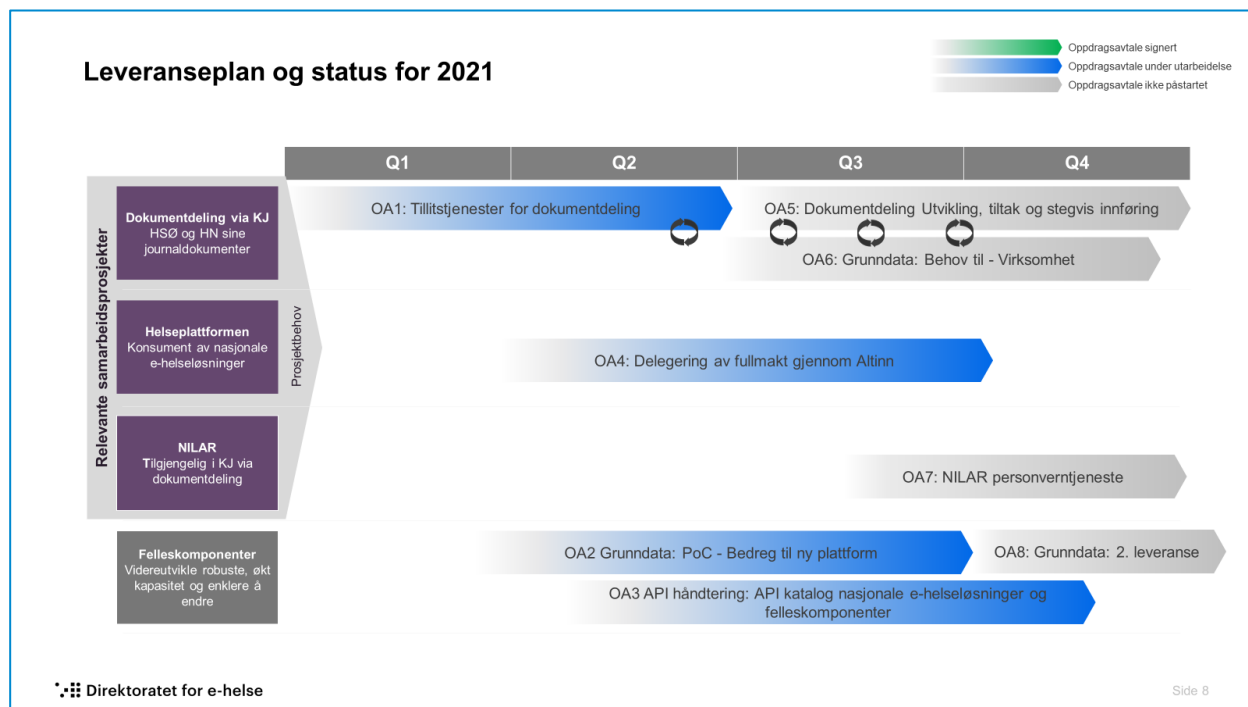 Leveranseplan og status for 2021
Oppdragsavtale signert
Oppdragsavtale under utarbeidelse
Oppdragsavtale ikke påstartet
Q1
Q2
Q3
Q4
Relevante samarbeidsprosjekter
Prosjektbehov
Dokumentdeling via KJ
HSØ og HN sine
journaldokumenter
OA1: Tillitstjenester for dokumentdeling
OA5: Dokumentdeling Utvikling, tiltak og stegvis innføring
OA6: Grunndata: Behov til - Virksomhet
Helseplattformen
Konsument av nasjonale
e-helseløsninger
OA4: Delegering av fullmakt gjennom Altinn
NILAR
Tilgjengelig i KJ via
dokumentdeling
OA7: NILAR personverntjeneste
Felleskomponenter
Videreutvikle robuste, økt
kapasitet og enklere å
endre
OA2 Grunndata: PoC - Bedreg til ny plattform
OA8: Grunndata: 2. leveranse
OA3 API håndtering: API katalog nasjonale e-helseløsninger og
felleskomponenter
Direktoratet for e-helse
Side 8